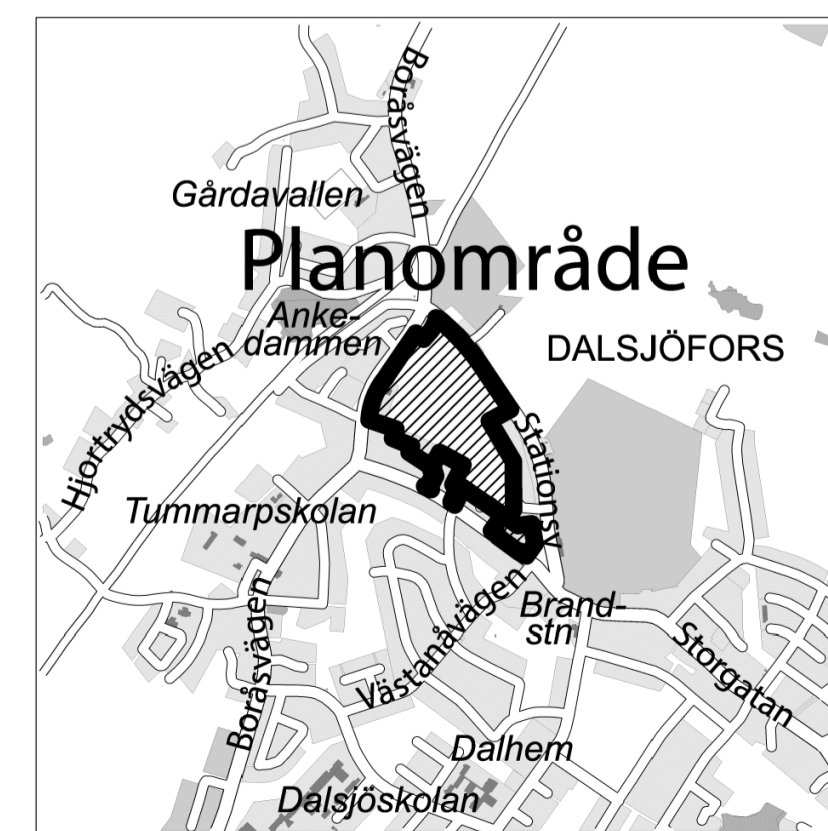 Boråsvägen
Gårdavallen
Planområde
Anke-
dammen
DALSJÖFORS
Hjortrydsvägen
Stationsv
Tummarpskolan
Brand-
stn
Västanåvägen
Boråsvägen
Storgatan
Dalhem
Dalsjöskolan